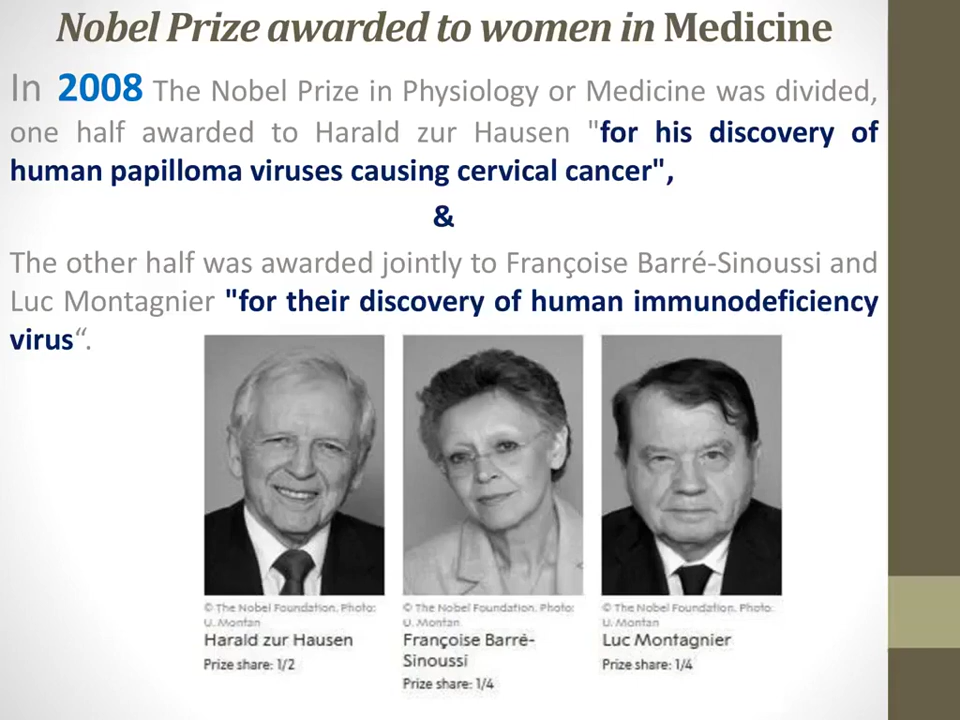 Nobel Prize awarded to women in Medicine
In 2008 The Nobel Prize in Physiology or Medicine was divided,
one half awarded to Harald zur Hausen "for his discovery of
human papilloma viruses causing cervical cancer",
&
The other half was awarded jointly to Françoise Barré-Sinoussi and
Luc Montagnier "for their discovery of human immunodeficiency
virus“.
© The Nobel Foundation. Photo:
U. Montan
Harald zur Hausen
Prize share: 1/2
© The Nobel Foundation. Photo:
U. Montan
Françoise Barré-
Sinoussi
Prize share: 1/4
© The Nobel Foundation. Photo:
U. Montan
Luc Montagnier
Prize share: 1/4